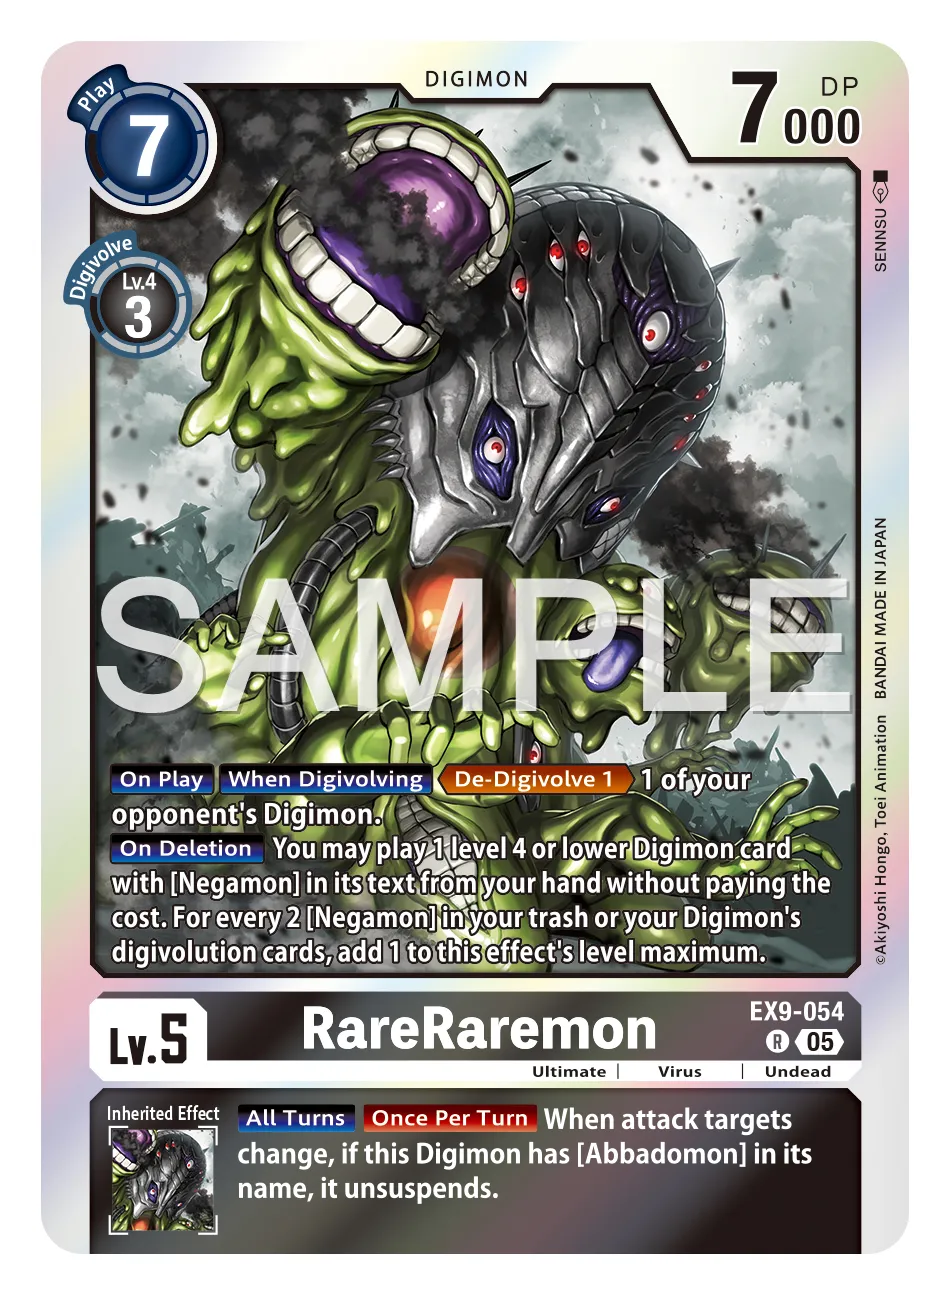 DIGIMON
Play
7
7000
DP
Digivolve
Lv.4
3
SENNSU
SAMPLE
On Play When Digivolving De-Digivolve 1 1 of your
opponent's Digimon.
On Deletion You may play 1 level 4 or lower Digimon card
with [Negamon] in its text from your hand without paying the
cost. For every 2 [Negamon] in your trash or your Digimon's
digivolution cards, add 1 to this effect's level maximum.
©Akiyoshi Hongo, Toei Animation BANDAI MADE IN JAPAN
Lv.5
RareRaremon
EX9-054
R 05
Ultimate | Virus | Undead
Inherited Effect
All Turns Once Per Turn When attack targets
change, if this Digimon has [Abbadomon] in its
name, it unsuspends.